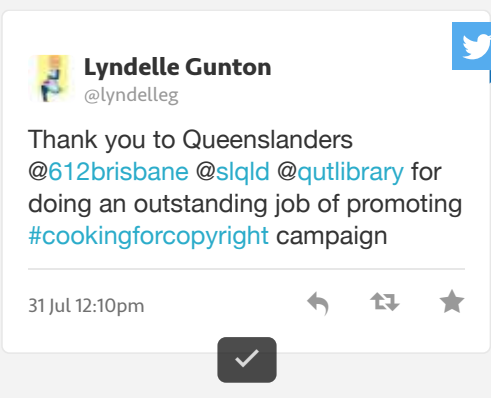 Lyndelle Gunton
@lyndelleg
Thank you to Queenslanders
@612brisbane @slqld @qutlibrary for
doing an outstanding job of promoting
#cookingforcopyright campaign
31 Jul 12:10pm